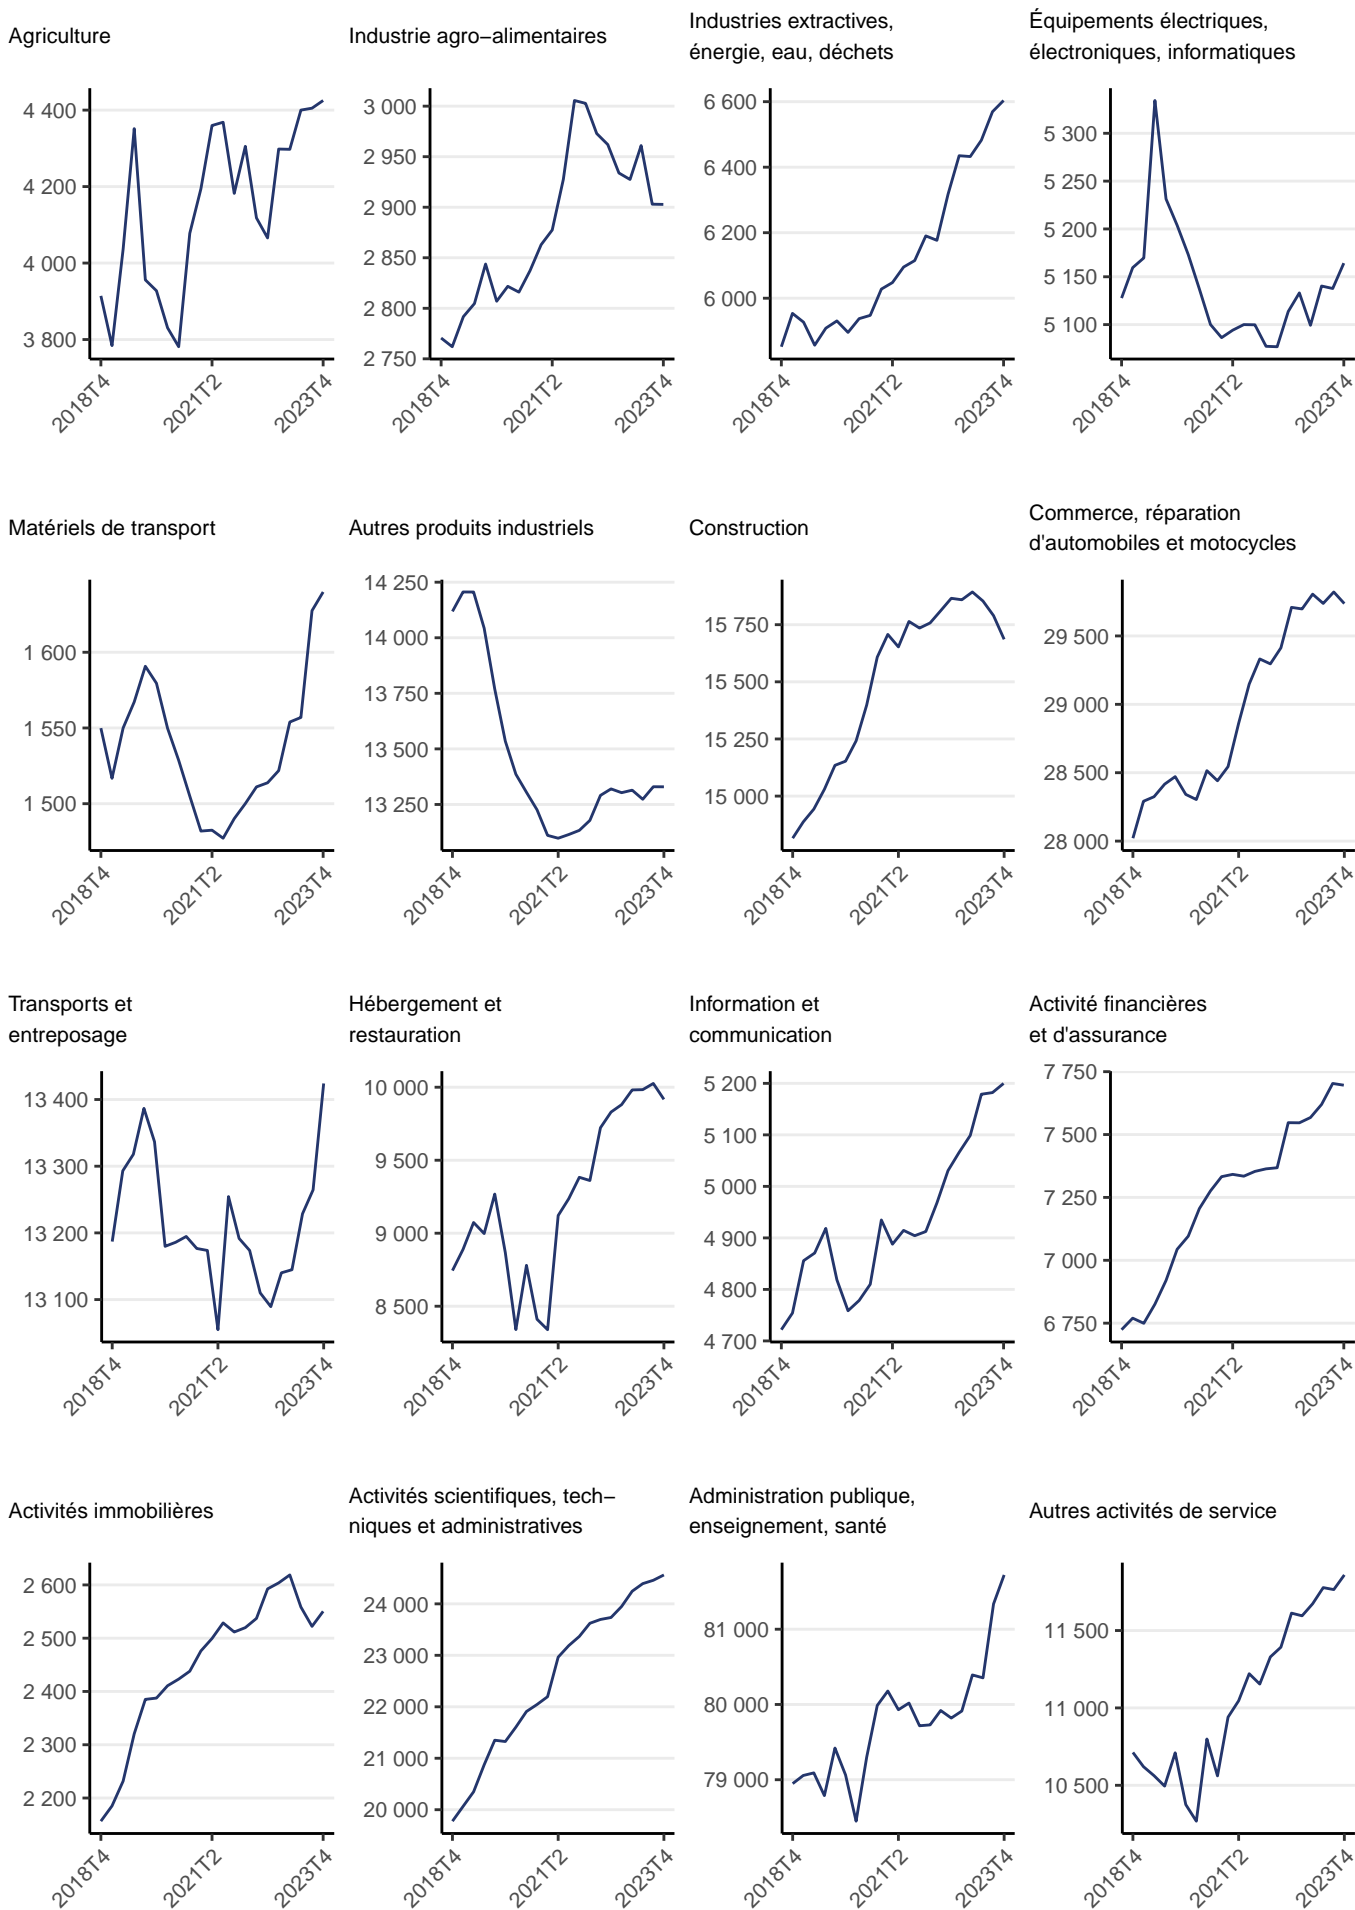 Agriculture
4 400
4 200
4 000
3 800
2018T4
2021T2
2023T4
Industrie agro−alimentaires
3 000
2 950
2 900
2 850
2 800
2 750
2018T4
2021T2
2023T4
Industries extractives,
énergie, eau, déchets
6 600
6 400
6 200
6 000
2018T4
2021T2
2023T4
Équipements électriques,
électroniques, informatiques
5 300
5 250
5 200
5 150
5 100
2018T4
2021T2
2023T4
Matériels de transport
1 600
1 550
1 500
2018T4
2021T2
2023T4
Autres produits industriels
14 250
14 000
13 750
13 500
13 250
2018T4
2021T2
2023T4
Construction
15 750
15 500
15 250
15 000
2018T4
2021T2
2023T4
Commerce, réparation
d'automobiles et motocycles
29 500
29 000
28 500
28 000
2018T4
2021T2
2023T4
Transports et
entreposage
13 400
13 300
13 200
13 100
2018T4
2021T2
2023T4
Hébergement et
restauration
10 000
9 500
9 000
8 500
2018T4
2021T2
2023T4
Information et
communication
5 200
5 100
5 000
4 900
4 800
4 700
2018T4
2021T2
2023T4
Activité financières
et d'assurance
7 750
7 500
7 250
7 000
6 750
2018T4
2021T2
2023T4
Activités immobilières
2 600
2 500
2 400
2 300
2 200
2018T4
2021T2
2023T4
Activités scientifiques, tech−
niques et administratives
24 000
23 000
22 000
21 000
20 000
2018T4
2021T2
2023T4
Administration publique,
enseignement, santé
81 000
80 000
79 000
2018T4
2021T2
2023T4
Autres activités de service
11 500
11 000
10 500
2018T4
2021T2
2023T4